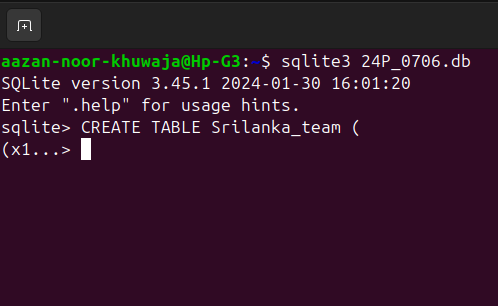 aazan-noor-khuwaja@Hp-G3:~$ sqlite3 24P_0706.db
SQLite version 3.45.1 2024-01-30 16:01:20
Enter ".help" for usage hints.
sqlite> CREATE TABLE Srilanka_team (
(x1...>